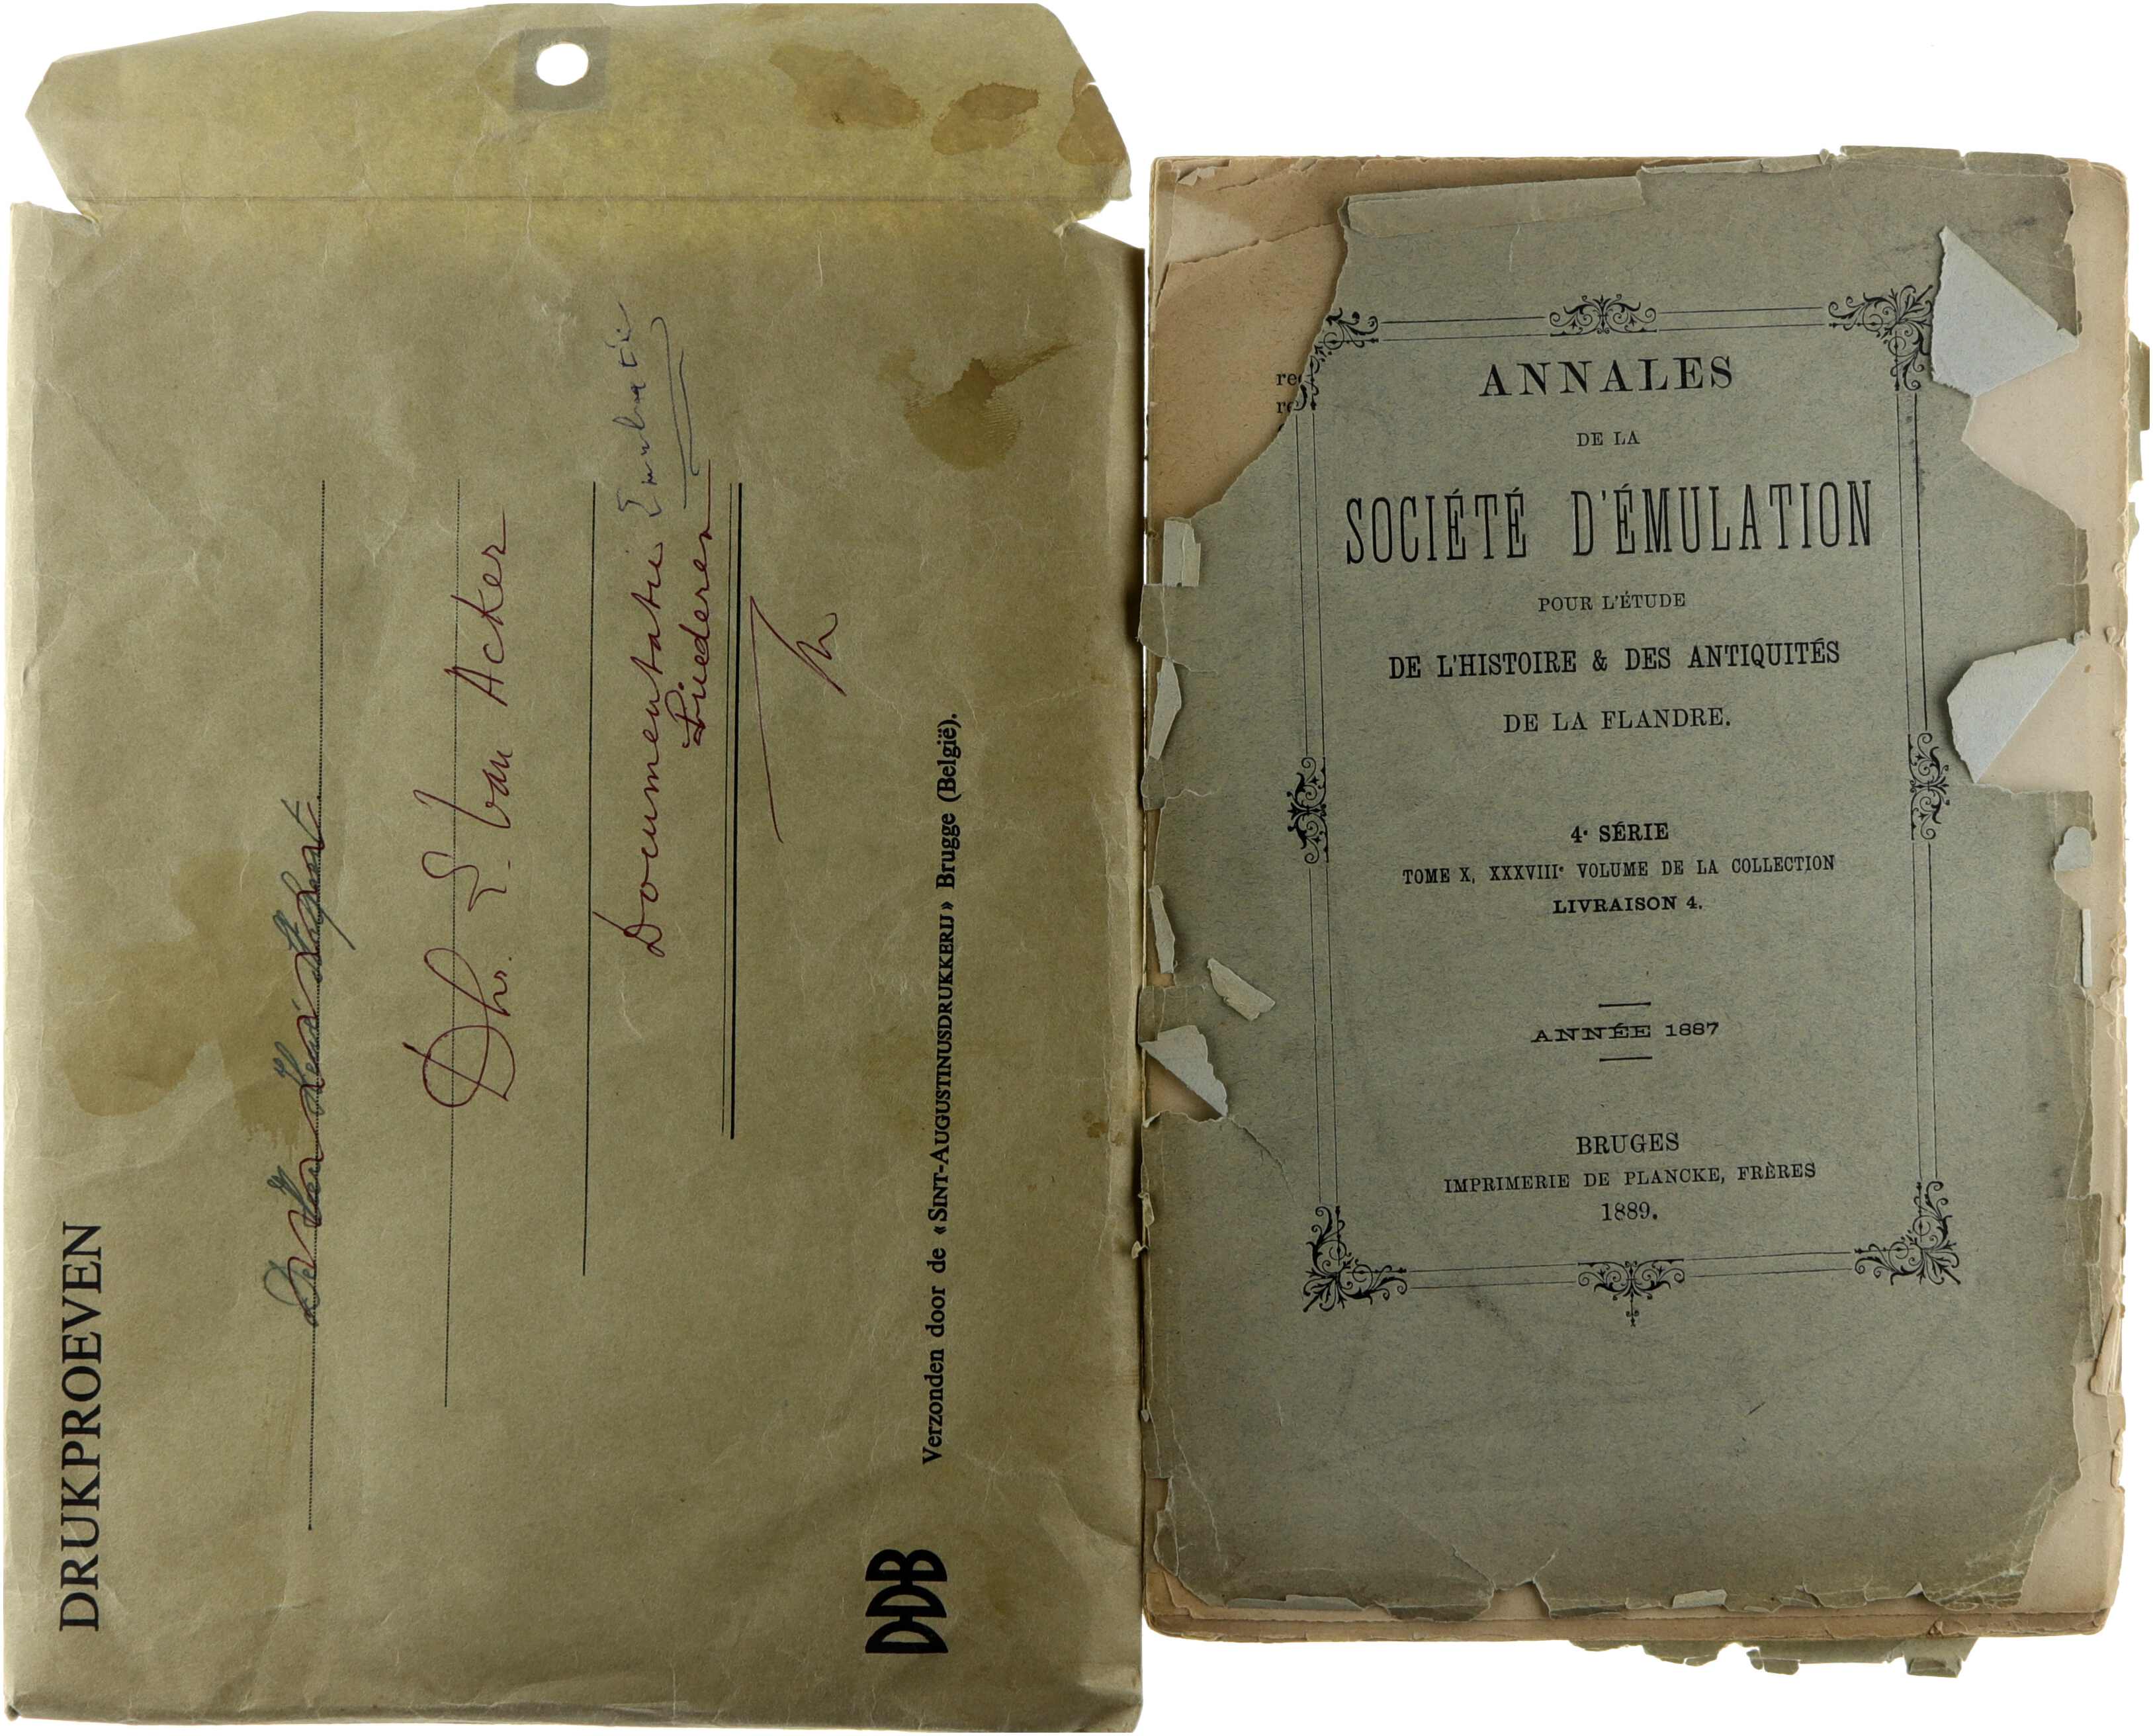 DRUKPROEVEN
Dhr. L. Van Acker
Documentatie Emulatie
Liederen
DDB
Verzonden door de «SINT-AUGUSTINUSDRUKKERIJ» Brugge (België).
ANNALES
DE LA
SOCIÉTÉ D'ÉMULATION
POUR L'ÉTUDE
DE L'HISTOIRE & DES ANTIQUITÉS
DE LA FLANDRE.
4e SÉRIE
TOME X, XXXVIIIe VOLUME DE LA COLLECTION
LIVRAISON 4.
ANNÉE 1887
BRUGES
IMPRIMERIE DE PLANCKE, FRÈRES
1889.